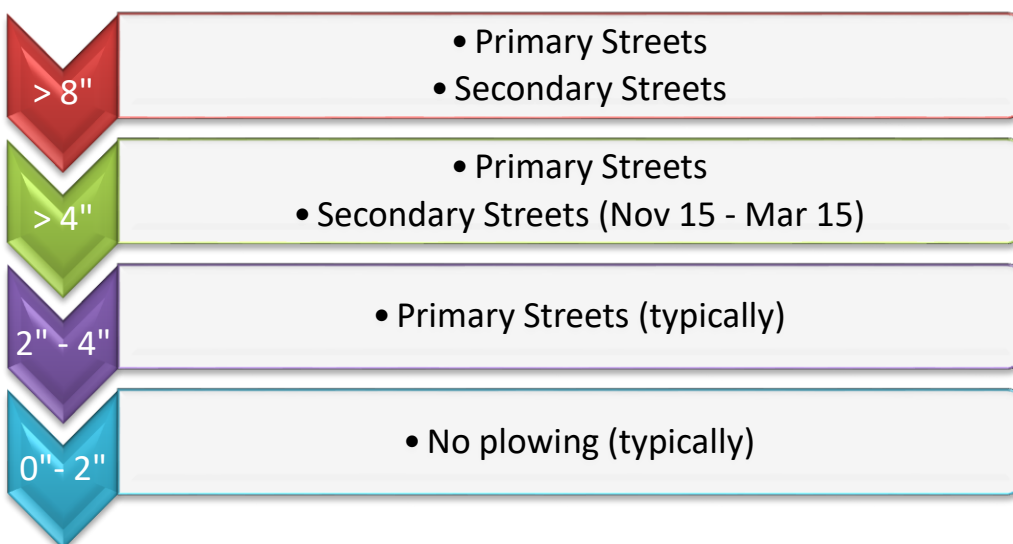 > 8"
• Primary Streets
• Secondary Streets
> 4"
• Primary Streets
• Secondary Streets (Nov 15 - Mar 15)
2" - 4"
• Primary Streets (typically)
0"- 2"
• No plowing (typically)